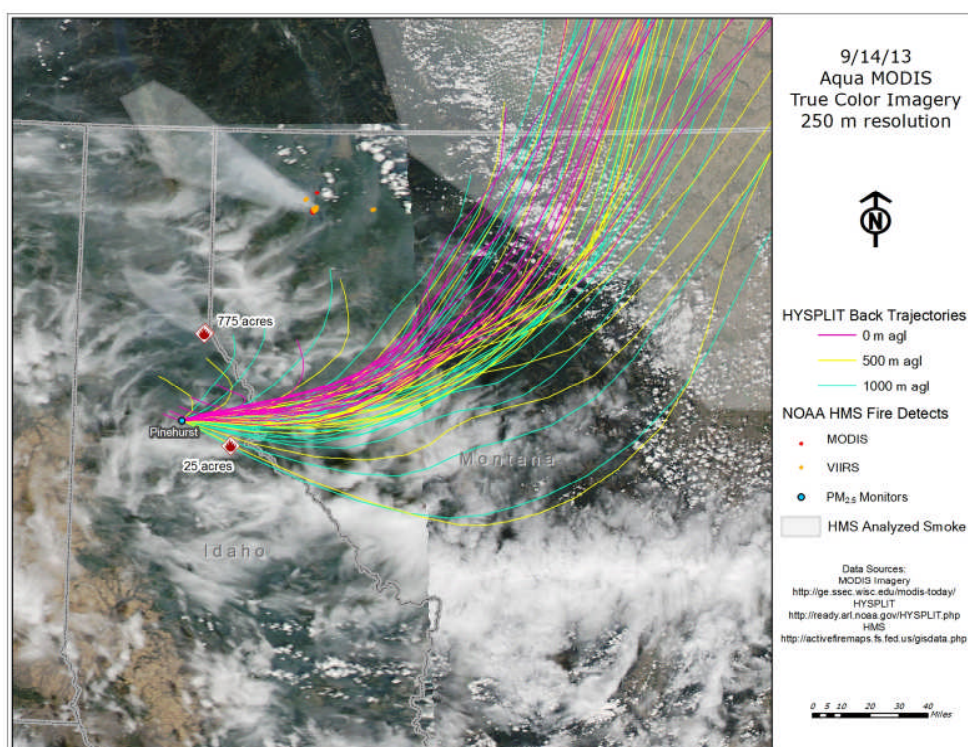 9/14/13
Aqua MODIS
True Color Imagery
250 m resolution
N
775 acres
Pinehurst
25 acres
Montana
Idaho
HYSPLIT Back Trajectories
0 m agl
500 m agl
1000 m agl
NOAA HMS Fire Detects
MODIS
VIIRS
PM2.5 Monitors
HMS Analyzed Smoke
Data Sources:
MODIS Imagery
http://ge.ssec.wisc.edu/modis-today/
HYSPLIT
http://ready.arl.noaa.gov/HYSPLIT.php
HMS
http://activefiremaps.fs.fed.us/gisdata.php
0 5 10 20 30 40
Miles